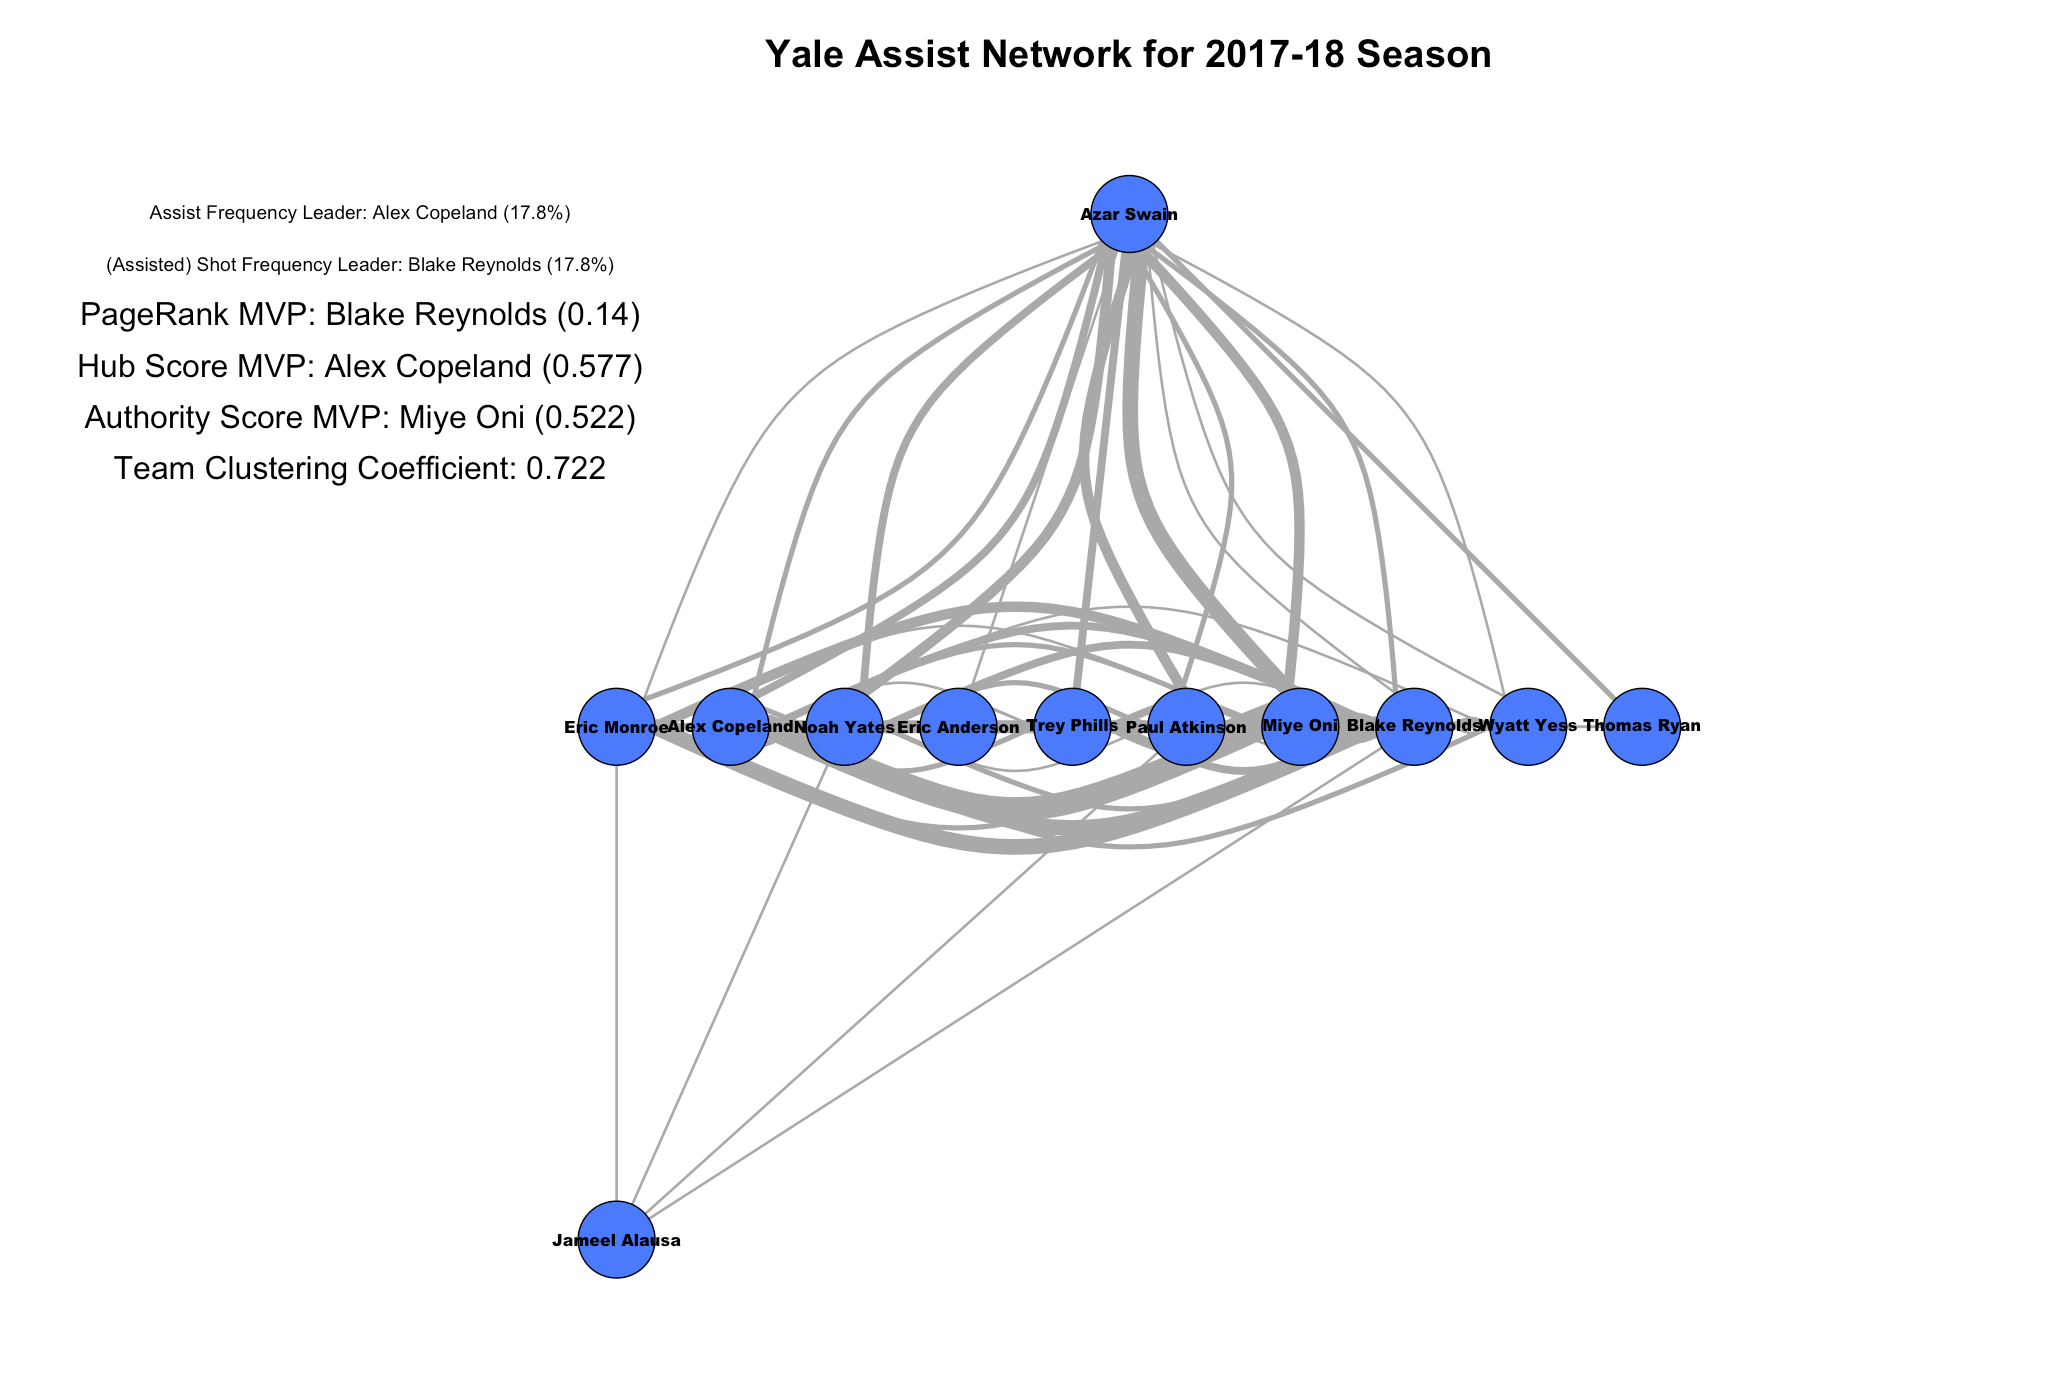 Yale Assist Network for 2017-18 Season
Azar Swain
Assist Frequency Leader: Alex Copeland (17.8%)
(Assisted) Shot Frequency Leader: Blake Reynolds (17.8%)
PageRank MVP: Blake Reynolds (0.14)
Hub Score MVP: Alex Copeland (0.577)
Authority Score MVP: Miye Oni (0.522)
Team Clustering Coefficient: 0.722
Eric Monroe
Alex Copeland
Noah Yates
Eric Anderson
Trey Phills
Paul Atkinson
Miye Oni
Blake Reynolds
Wyatt Yess
Thomas Ryan
Jameel Alausa